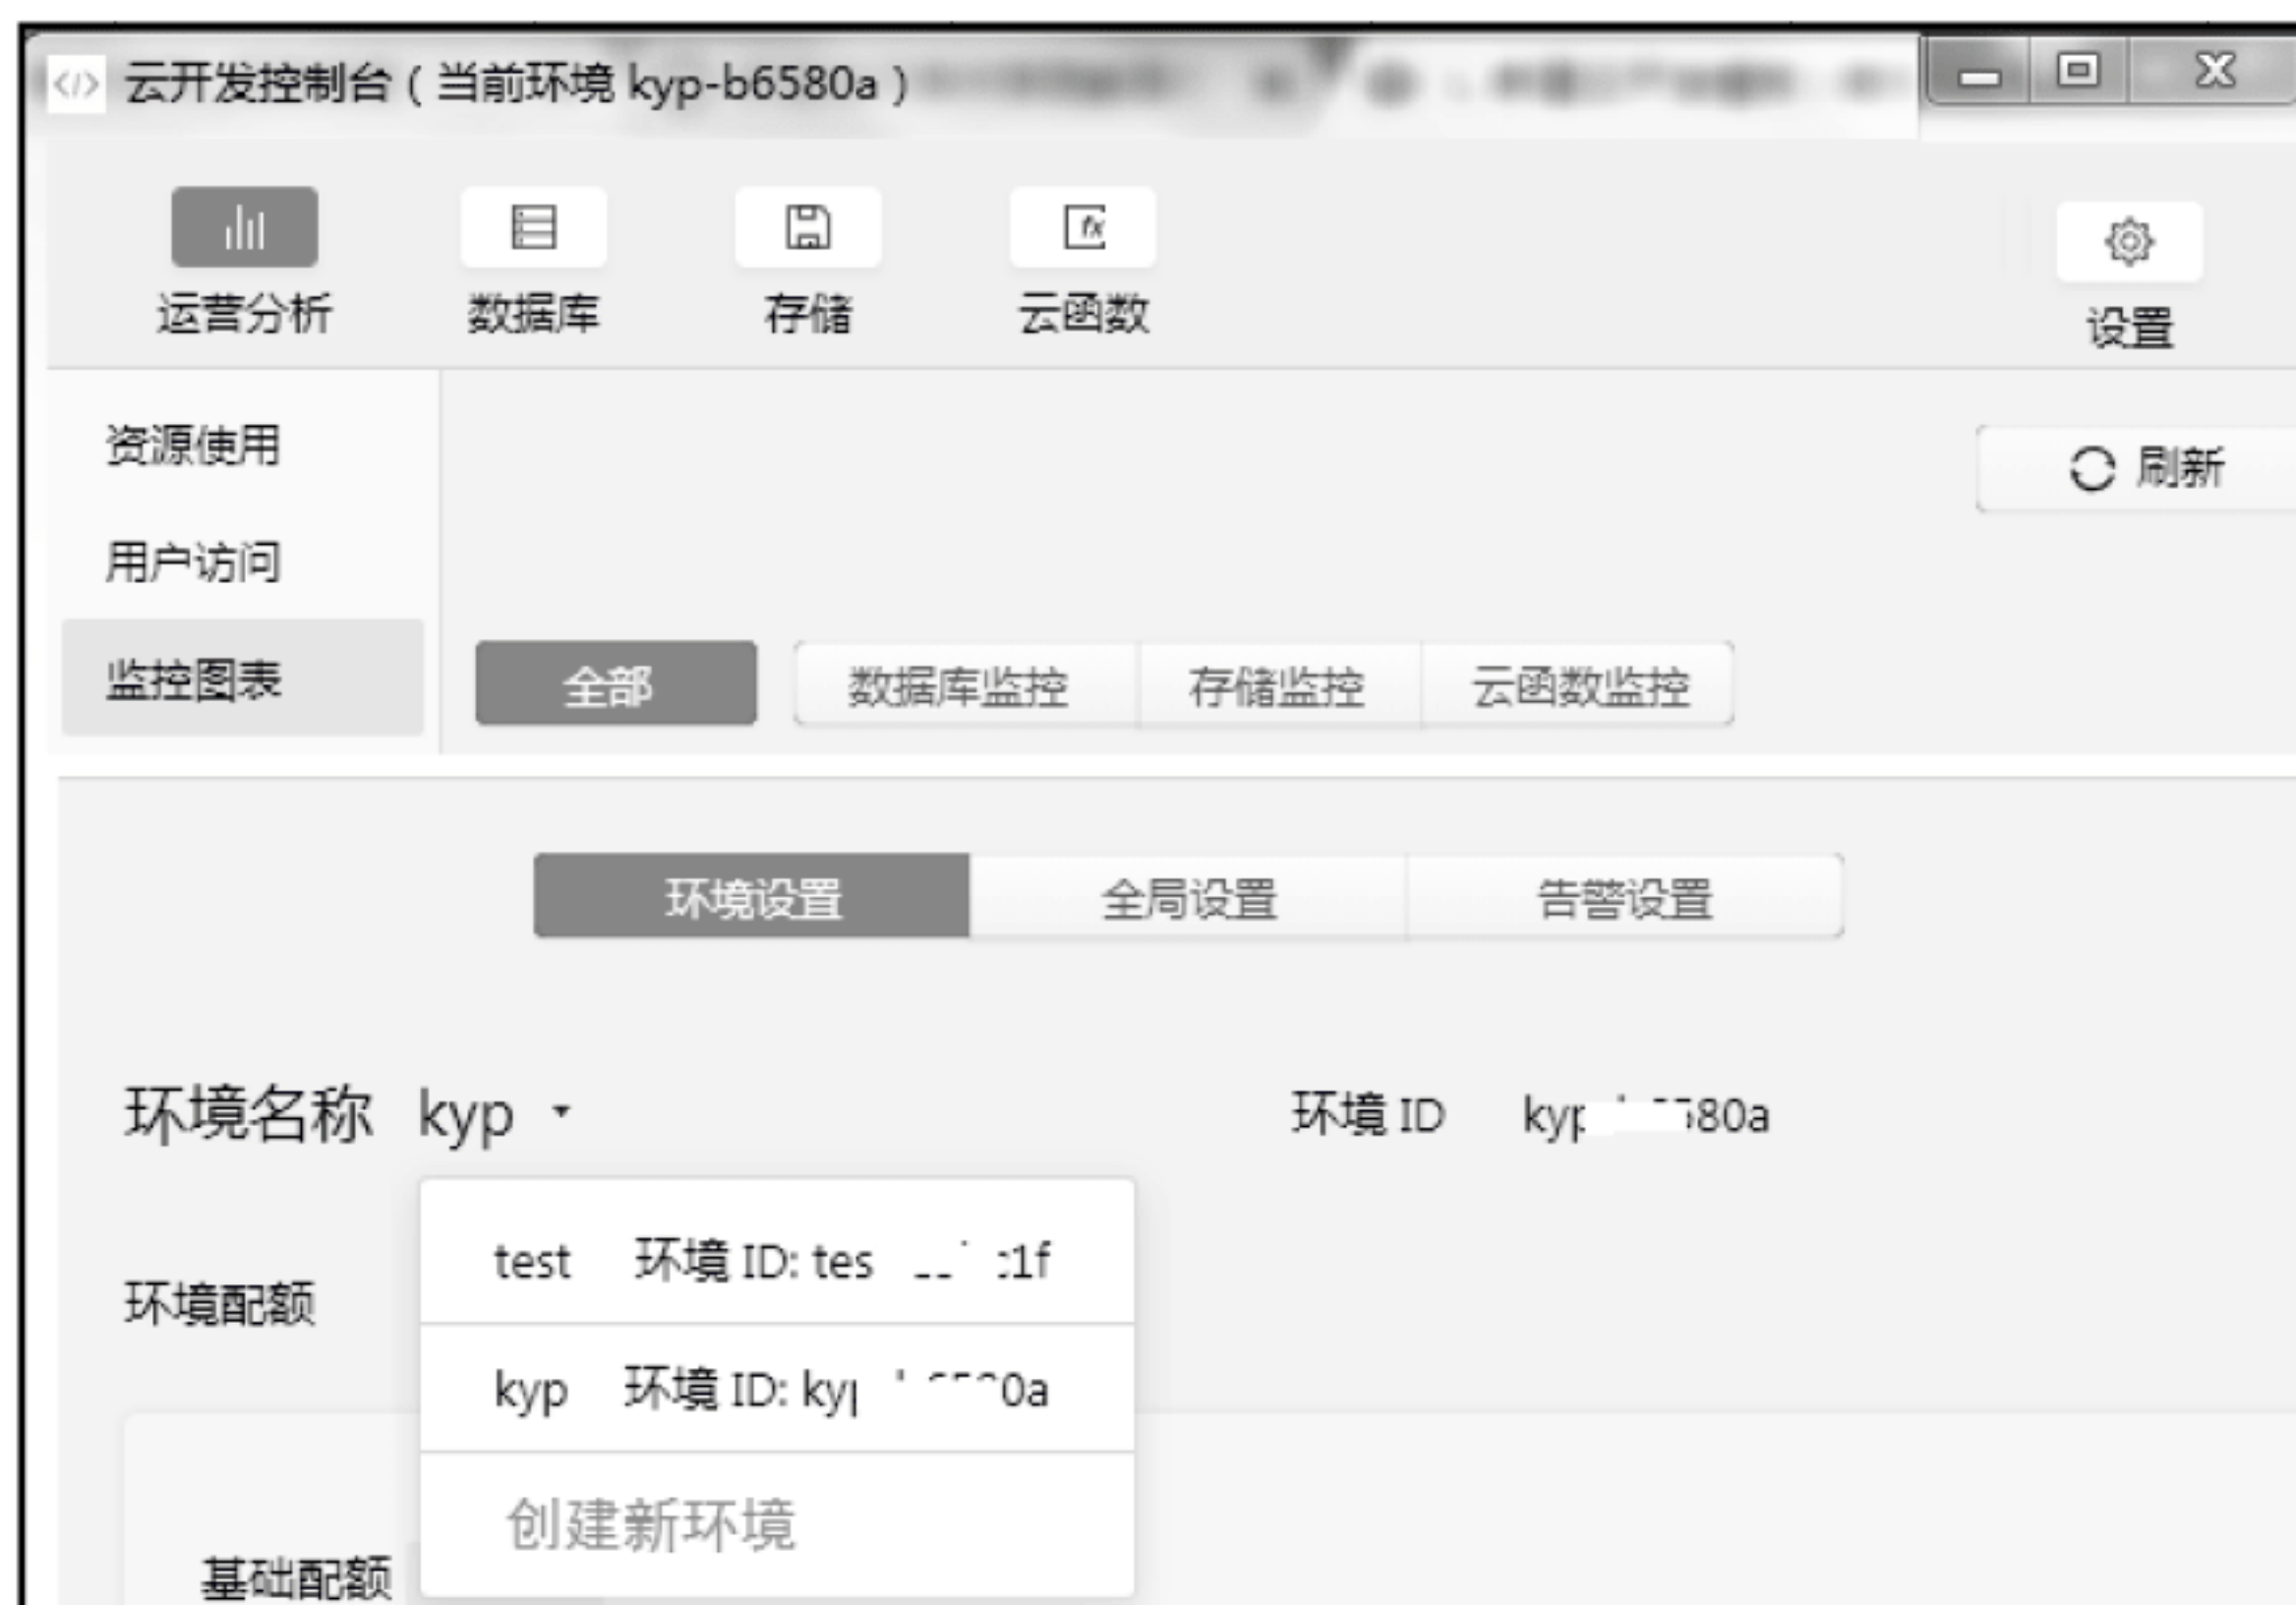 云开发控制台（当前环境 kyp-b6580a）
运营分析 数据库 存储 云函数 设置
资源使用
刷新
用户访问
监控图表
全部 数据库监控 存储监控 云函数监控
环境设置 全局设置 告警设置
环境名称 kyp 环境 ID
test 环境 ID: tes
环境配额
kyp 环境 ID:
创建新环境
基础配额